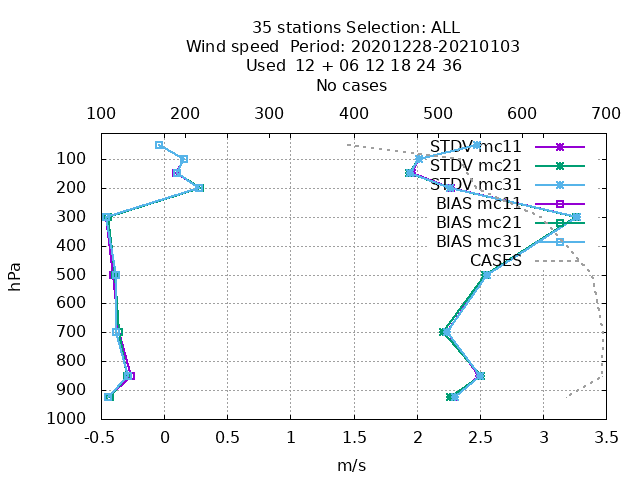 35 stations Selection: ALL
Wind speed  Period: 20201228-20210103
Used  12 + 06 12 18 24 36
No cases
100 200 300 400 500 600 700
STDV mc11
STDV mc21
STDV mc31
BIAS mc11
BIAS mc21
BIAS mc31
CASES
hPa
100
200
300
400
500
600
700
800
900
1000
-0.5 0 0.5 1 1.5 2 2.5 3 3.5
m/s